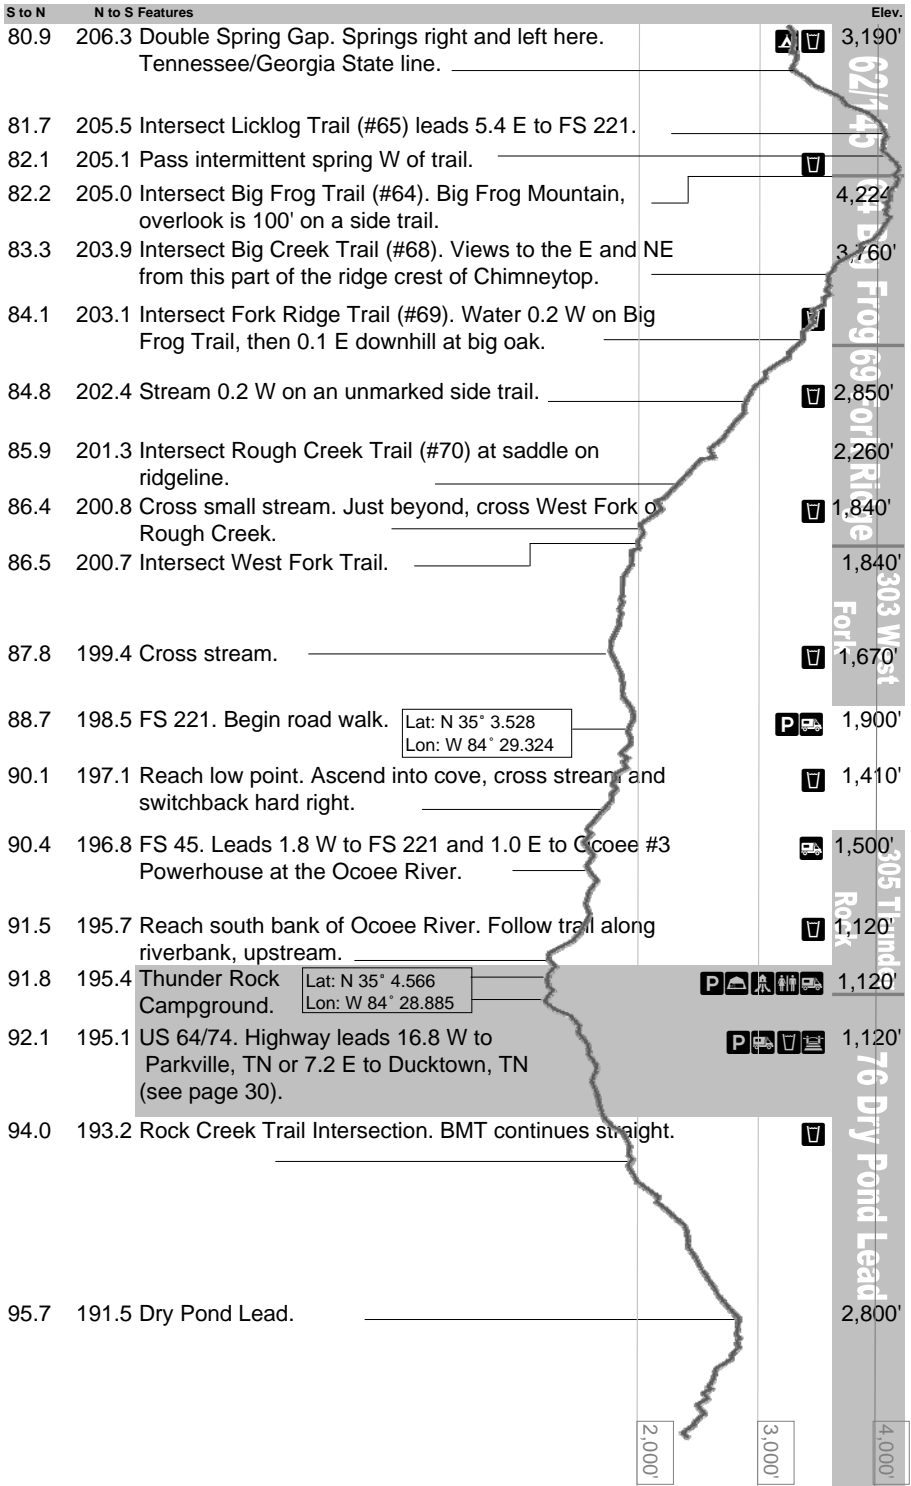 S to N N to S Features Elev.
80.9 206.3 Double Spring Gap. Springs right and left here. 3,190'
Tennessee/Georgia State line.
62/145
81.7 205.5 Intersect Licklog Trail (#65) leads 5.4 E to FS 221.
82.1 205.1 Pass intermittent spring W of trail.
82.2 205.0 Intersect Big Frog Trail (#64). Big Frog Mountain, 4,224
overlook is 100' on a side trail.
64 Big Frog
83.3 203.9 Intersect Big Creek Trail (#68). Views to the E and NE 3,760'
from this part of the ridge crest of Chimneytop.
84.1 203.1 Intersect Fork Ridge Trail (#69). Water 0.2 W on Big
Frog Trail, then 0.1 E downhill at big oak.
69 Fork Ridge
84.8 202.4 Stream 0.2 W on an unmarked side trail. 2,850'
85.9 201.3 Intersect Rough Creek Trail (#70) at saddle on 2,260'
ridgeline.
86.4 200.8 Cross small stream. Just beyond, cross West Fork o 1,840'
Rough Creek.
86.5 200.7 Intersect West Fork Trail. 1,840'
303 West
Fork
87.8 199.4 Cross stream. 1,670'
88.7 198.5 FS 221. Begin road walk. Lat: N 35° 3.528 P 1,900'
Lon: W 84° 29.324
90.1 197.1 Reach low point. Ascend into cove, cross stream and 1,410'
switchback hard right.
90.4 196.8 FS 45. Leads 1.8 W to FS 221 and 1.0 E to Ocoee #3 1,500'
Powerhouse at the Ocoee River.
305 Thunde
Rock
91.5 195.7 Reach south bank of Ocoee River. Follow trail along 1,120'
riverbank, upstream.
91.8 195.4 Thunder Rock Lat: N 35° 4.566 P 1,120'
Campground. Lon: W 84° 28.885
92.1 195.1 US 64/74. Highway leads 16.8 W to P 1,120'
Parkville, TN or 7.2 E to Ducktown, TN
(see page 30).
76 Dry Pond Lead
94.0 193.2 Rock Creek Trail Intersection. BMT continues straight.
95.7 191.5 Dry Pond Lead. 2,800'
2,000' 3,000' 4,000'